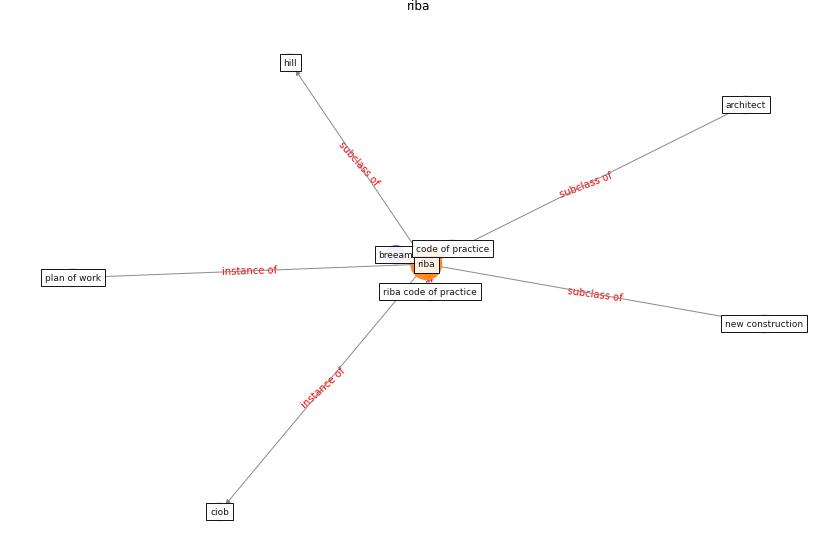 riba
hill
architect
subclass of
subclass of
code of practice
breeam
riba
plan of work
instance of
riba code of practice
subclass of
new construction
instance of
ciob